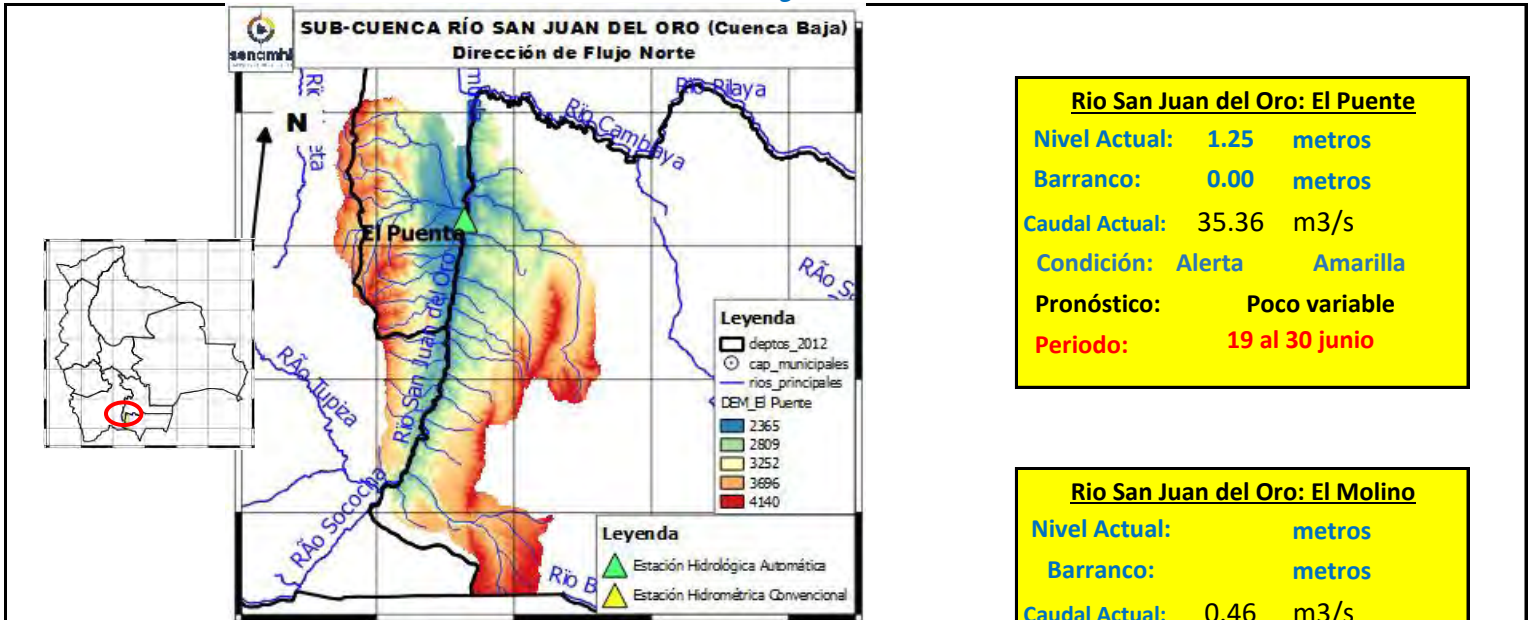 SUB-CUENCA RÍO SAN JUAN DEL ORO (Cuenca Baja)
Dirección de Flujo Norte
senamhi
N
Río Pilaya
Rïo Cambaya
El Puente
Rïo San Juan del Oro
RÃo Tupiza
RÃo Sococha
Leyenda
deptos_2012
cap_municipales
rios_principales
DEM_El Puente
2365
2809
3252
3696
4140
Leyenda
Estación Hidrológica Automática
Estación Hidrométrica Convencional
Rio San Juan del Oro: El Puente
Nivel Actual: 1.25 metros
Barranco: 0.00 metros
Caudal Actual: 35.36 m3/s
Condición: Alerta Amarilla
Pronóstico: Poco variable
Periodo: 19 al 30 junio
Rio San Juan del Oro: El Molino
Nivel Actual: metros
Barranco: metros
Caudal Actual: 0.46 m3/s